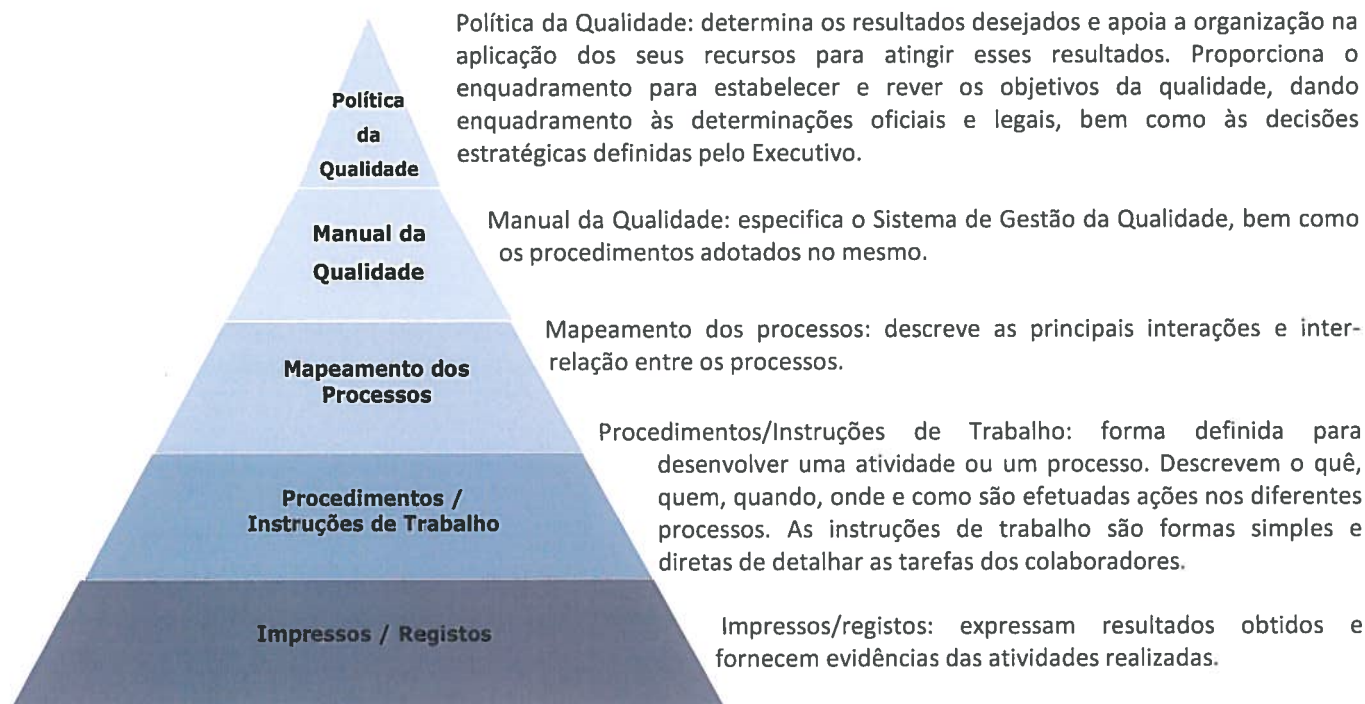 Política da Qualidade: determina os resultados desejados e apoia a organização na
aplicação dos seus recursos para atingir esses resultados. Proporciona o
enquadramento para estabelecer e rever os objetivos da qualidade, dando
enquadramento às determinações oficiais e legais, bem como às decisões
estratégicas definidas pelo Executivo.
Política
da
Qualidade
Manual da Qualidade: especifica o Sistema de Gestão da Qualidade, bem como
os procedimentos adotados no mesmo.
Manual da
Qualidade
Mapeamento dos processos: descreve as principais interações e inter-
relação entre os processos.
Mapeamento dos
Processos
Procedimentos/Instruções de Trabalho: forma definida para
desenvolver uma atividade ou um processo. Descrevem o quê,
quem, quando, onde e como são efetuadas ações nos diferentes
processos. As instruções de trabalho são formas simples e
diretas de detalhar as tarefas dos colaboradores.
Procedimentos /
Instruções de Trabalho
Impressos/registos: expressam resultados obtidos e
fornecem evidências das atividades realizadas.
Impressos / Registos